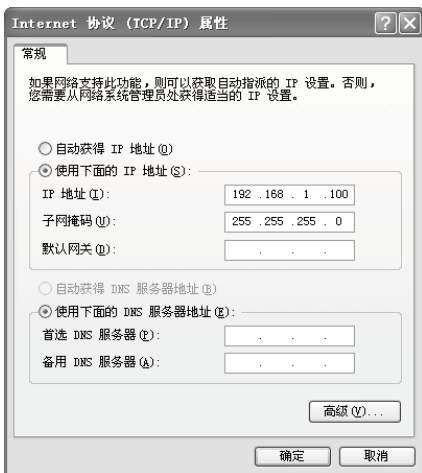 Internet 协议 (TCP/IP) 属性
常规
如果网络支持此功能，则可以获取自动指派的 IP 设置。否则，
您需要从网络系统管理员处获得适当的 IP 设置。
自动获得 IP 地址(O)
使用下面的 IP 地址(S):
IP 地址(I): 192 .168 . 1 .100
子网掩码(U): 255 .255 .255 . 0
默认网关(D): . . .
自动获得 DNS 服务器地址(B)
使用下面的 DNS 服务器地址(E):
首选 DNS 服务器(P): . . .
备用 DNS 服务器(A): . . .
高级(V)...
确定 取消